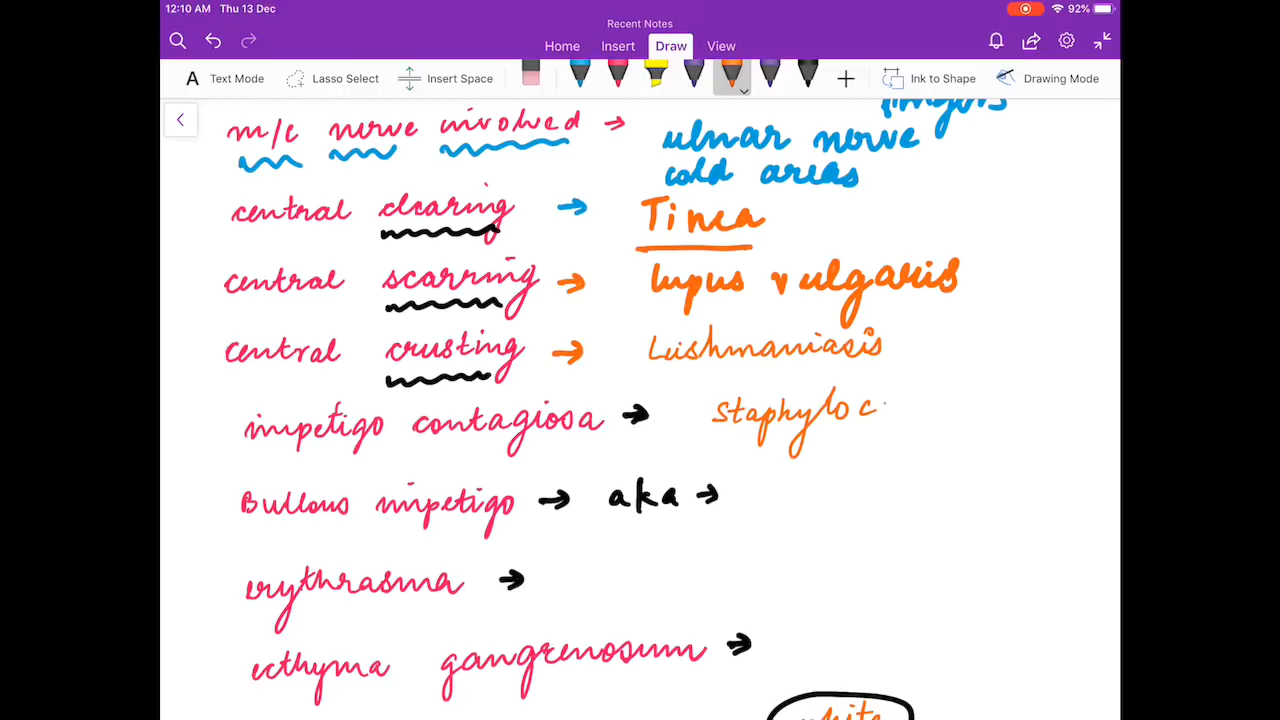 12:10 AM Thu 13 Dec
92%
Recent Notes
Home Insert Draw View
Text Mode Lasso Select Insert Space Ink to Shape Drawing Mode
fingers
m/c nerve involved → ulnar nerve
cold areas
central clearing → Tinea
central scarring → lupus vulgaris
central crusting → Leishmaniasis
impetigo contagiosa → Staphyloc
Bullous impetigo → aka →
erythrasma →
ecthyma gangrenosum →
white